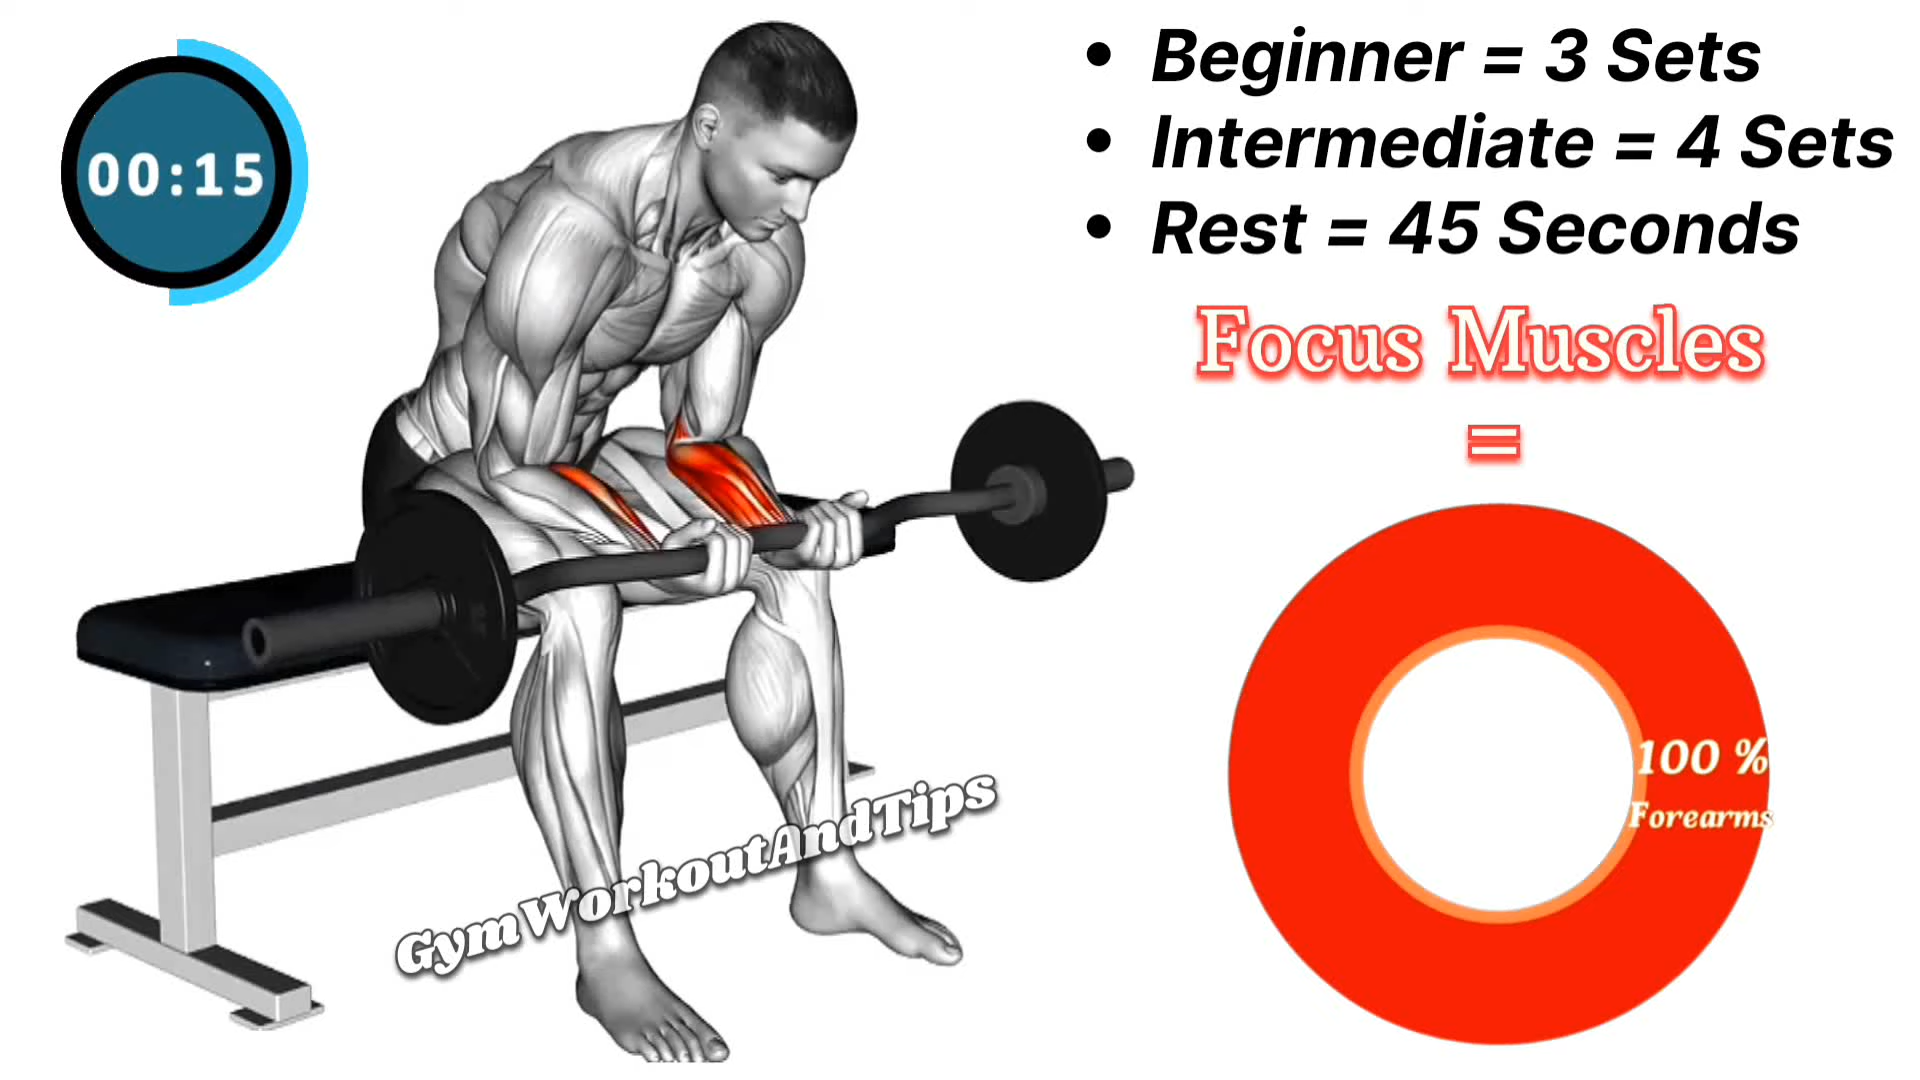 00:15
• Beginner = 3 Sets
• Intermediate = 4 Sets
• Rest = 45 Seconds
Focus Muscles
=
100 %
Forearms
GymWorkoutAndTips